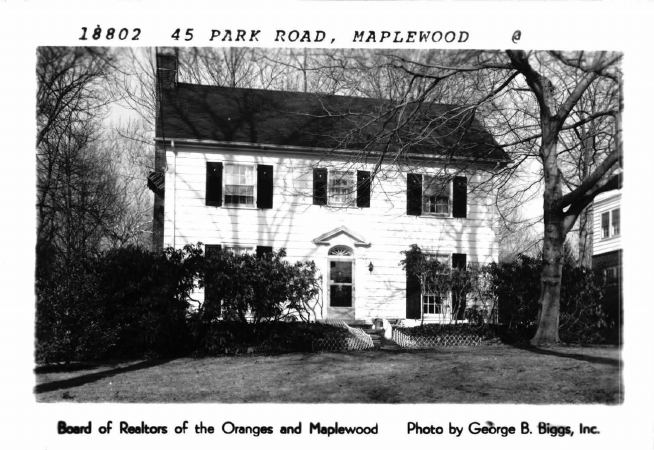 18802 45 PARK ROAD, MAPLEWOOD @
Board of Realtors of the Oranges and Maplewood Photo by George B. Biggs, Inc.